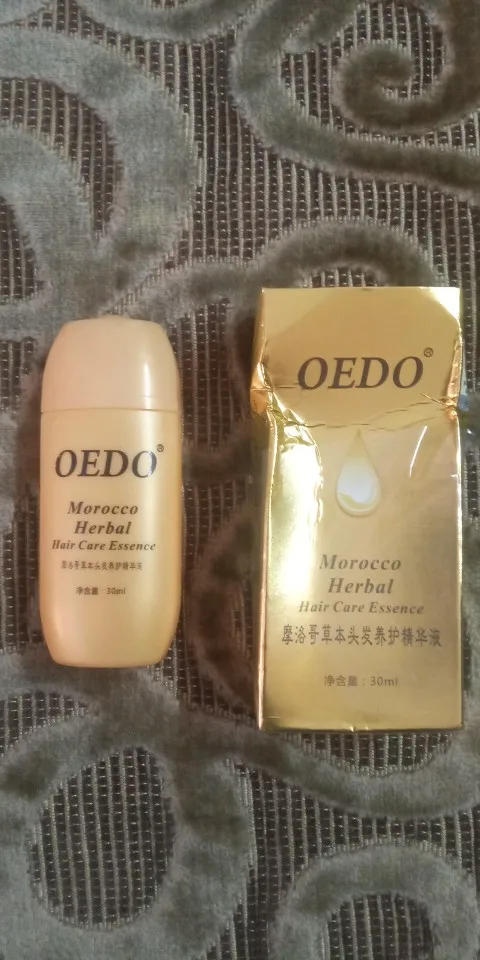 OEDO®
Morocco
Herbal
Hair Care Essence
摩洛哥草本头发养护精华液
净含量：30ml
OEDO®
Morocco
Herbal
Hair Care Essence
摩洛哥草本头发养护精华液
净含量：30ml